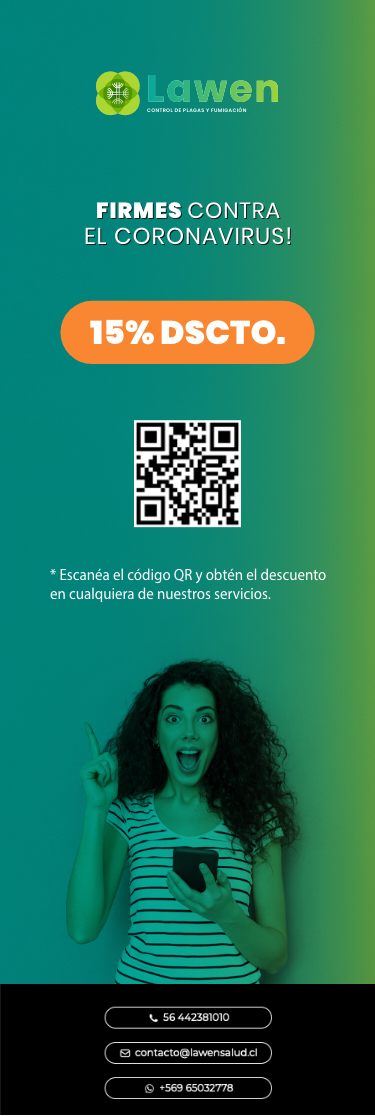 Lawen
CONTROL DE PLAGAS Y FUMIGACIÓN
FIRMES CONTRA
EL CORONAVIRUS!
15% DSCTO.
* Escanéa el código QR y obtén el descuento
en cualquiera de nuestros servicios.
56 442381010
contacto@lawensalud.cl
+569 65032778